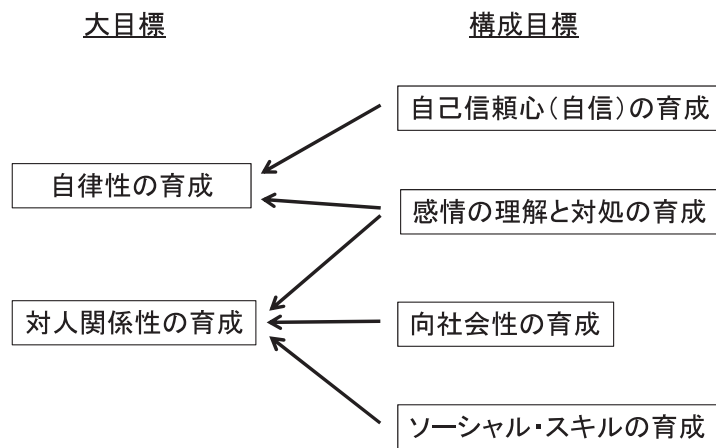 大目標
構成目標
自己信頼心(自信)の育成
自律性の育成
感情の理解と対処の育成
対人関係性の育成
向社会性の育成
ソーシャル・スキルの育成